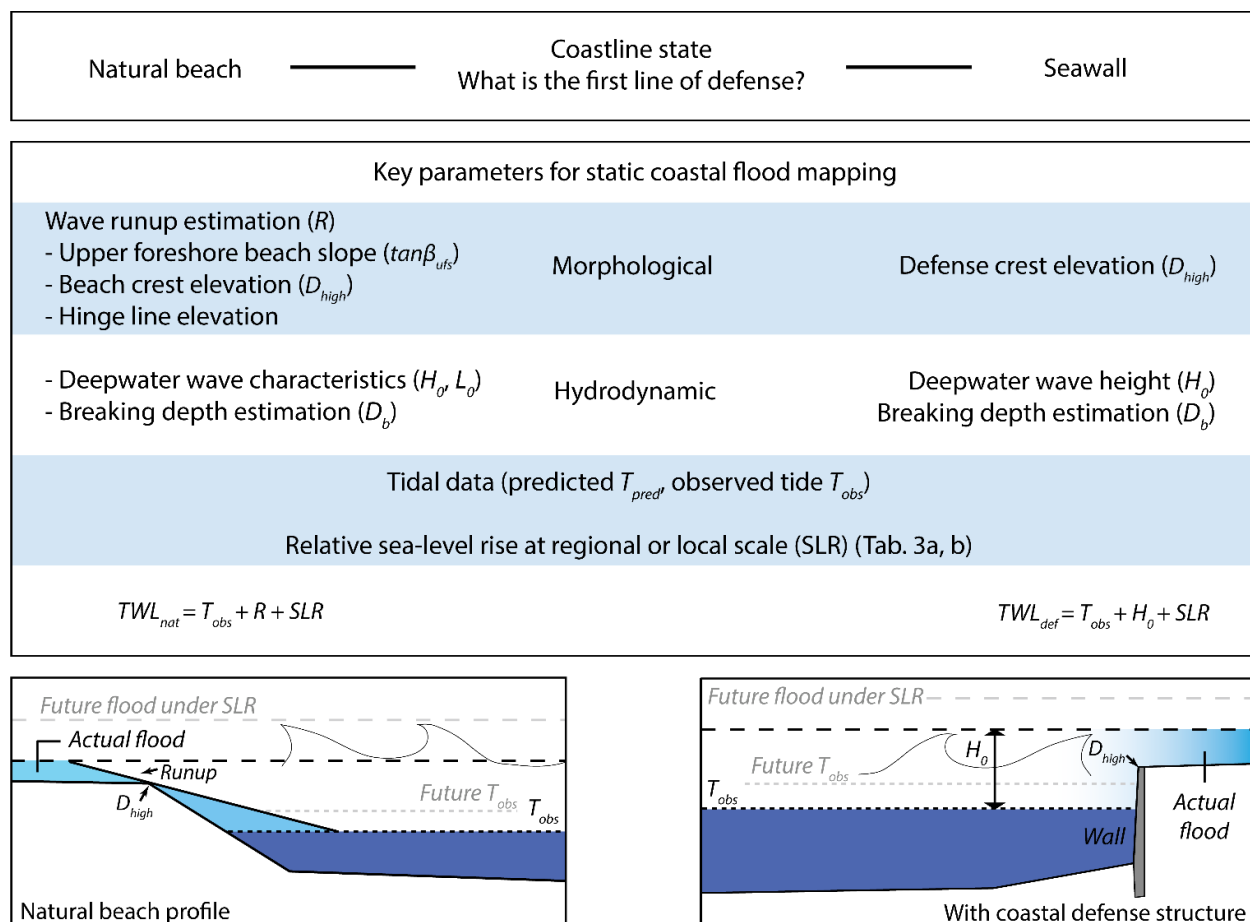 Coastline state
Natural beach
What is the first line of defense?
Seawall
Key parameters for static coastal flood mapping
Wave runup estimation (R)
- Upper foreshore beach slope (tanβufs)
- Beach crest elevation (Dhigh)
- Hinge line elevation
Morphological
Defense crest elevation (Dhigh)
- Deepwater wave characteristics (H0, L0)
- Breaking depth estimation (Db)
Hydrodynamic
Deepwater wave height (H0)
Breaking depth estimation (Db)
Tidal data (predicted Tpred, observed tide Tobs)
Relative sea-level rise at regional or local scale (SLR) (Tab. 3a, b)
TWLnat = Tobs + R + SLR
TWLdef = Tobs + H0 + SLR
Future flood under SLR
Actual flood
Runup
Dhigh
Future Tobs
Tobs
Natural beach profile
Future flood under SLR
H0
Dhigh
Future Tobs
Tobs
Wall
Actual
flood
With coastal defense structure